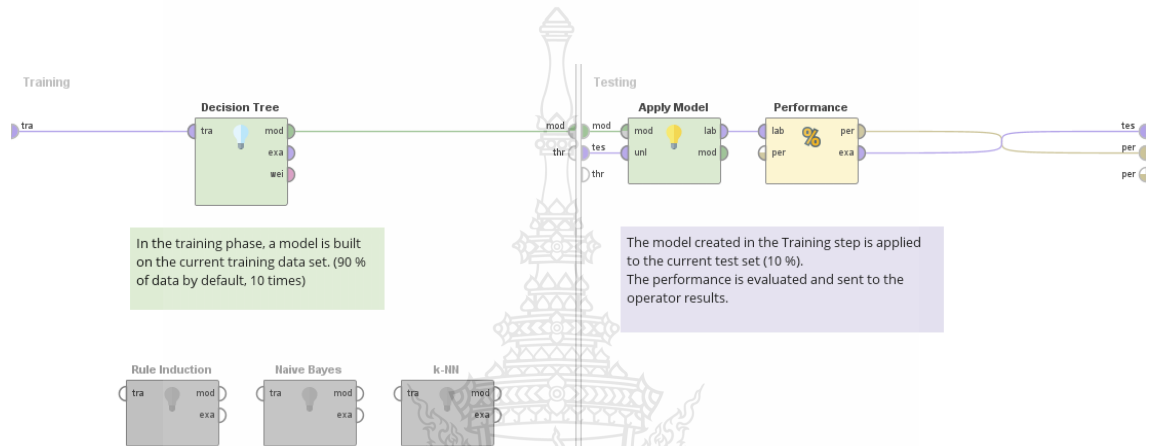 Training
Testing
Decision Tree
Apply Model
Performance
tra
tra
mod
exa
wei
mod
thr
mod
tes
thr
mod
unl
lab
mod
lab
per
per
exa
tes
per
per
In the training phase, a model is built
on the current training data set. (90 %
of data by default, 10 times)
The model created in the Training step is applied
to the current test set (10 %).
The performance is evaluated and sent to the
operator results.
Rule Induction
Naive Bayes
k-NN
tra
mod
exa
tra
mod
exa
tra
mod
exa